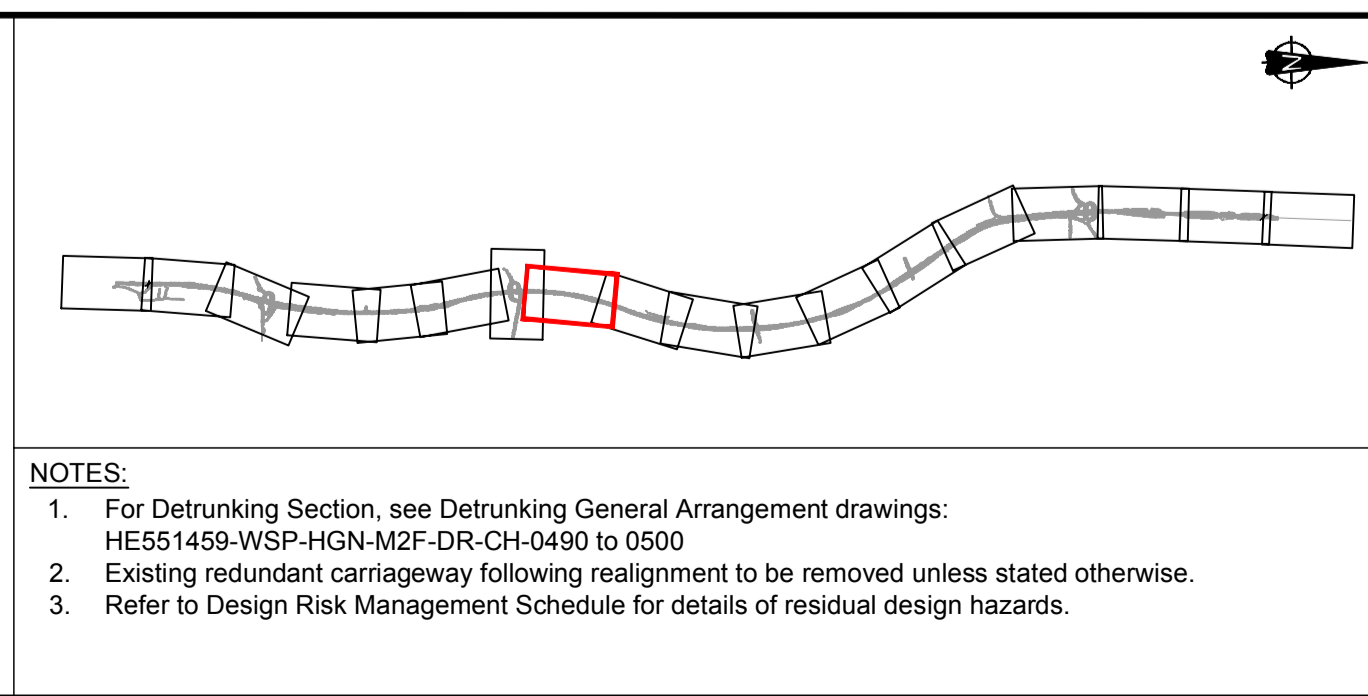 N
NOTES:
1. For Detrunking Section, see Detrunking General Arrangement drawings:
HE551459-WSP-HGN-M2F-DR-CH-0490 to 0500
2. Existing redundant carriageway following realignment to be removed unless stated otherwise.
3. Refer to Design Risk Management Schedule for details of residual design hazards.